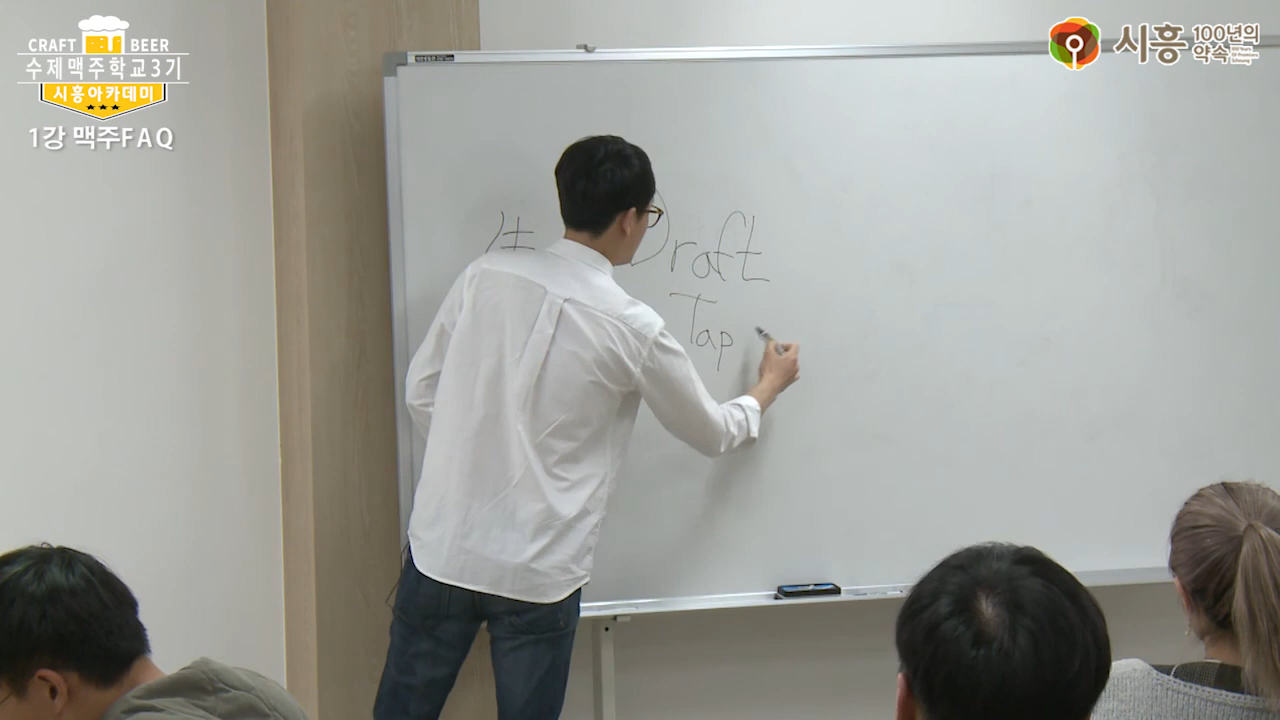 CRAFT BEER
수제맥주학교3기
시흥아카데미
1강 맥주FAQ
시흥 100년의
약속
Draft
Tap